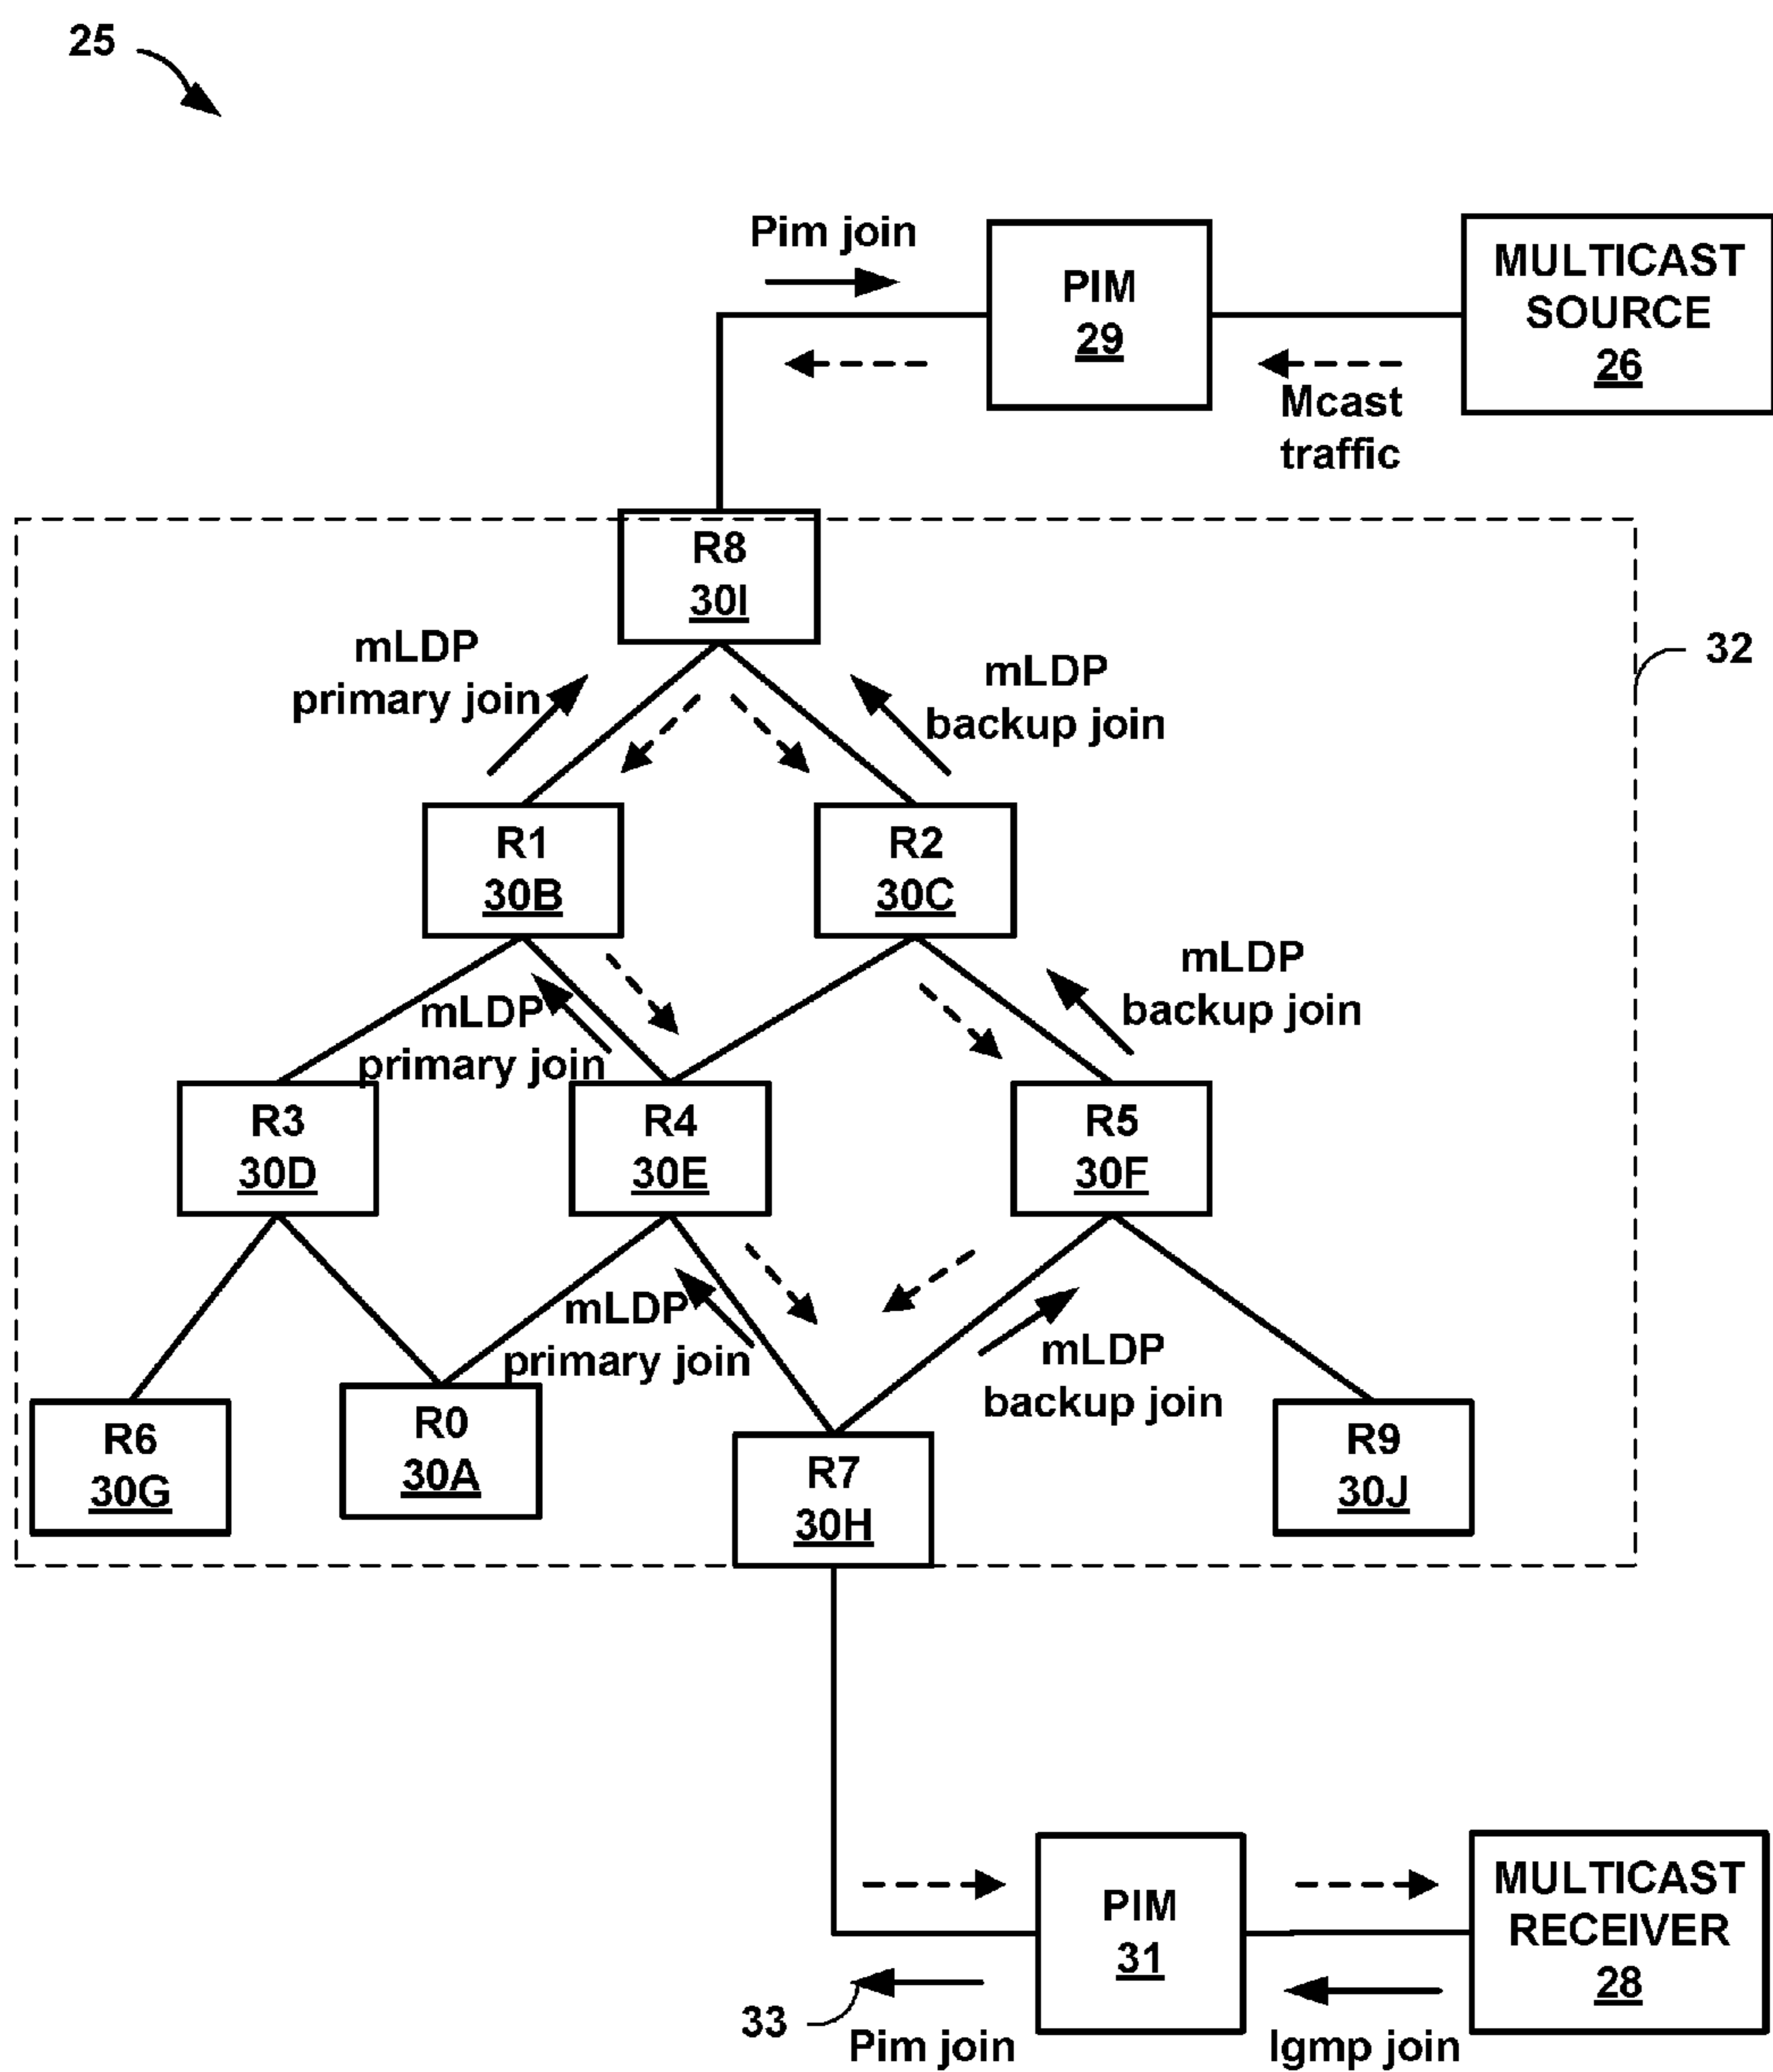 25
Pim join
PIM
29
MULTICAST
SOURCE
26
Mcast
traffic
R8
30I
32
mLDP
primary join
mLDP
backup join
R1
30B
R2
30C
mLDP
primary join
mLDP
backup join
R3
30D
R4
30E
R5
30F
mLDP
primary join
mLDP
backup join
R6
30G
R0
30A
R7
30H
R9
30J
PIM
31
MULTICAST
RECEIVER
28
33
Pim join
Igmp join